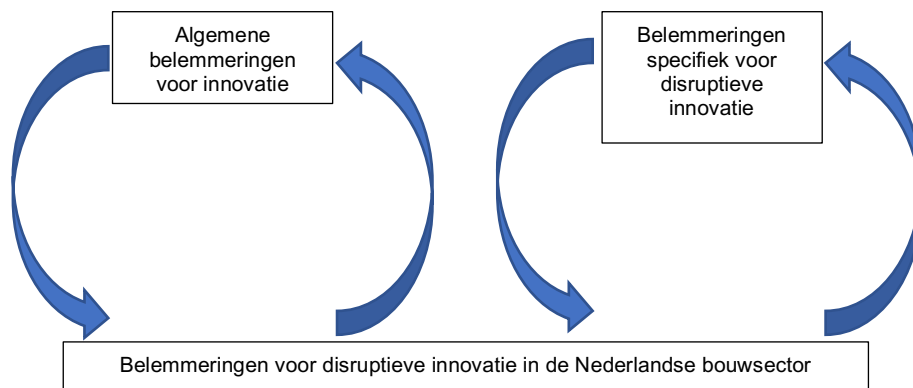 Algemene
belemmeringen
voor innovatie
Belemmeringen
specifiek voor
disruptieve
innovatie
Belemmeringen voor disruptieve innovatie in de Nederlandse bouwsector